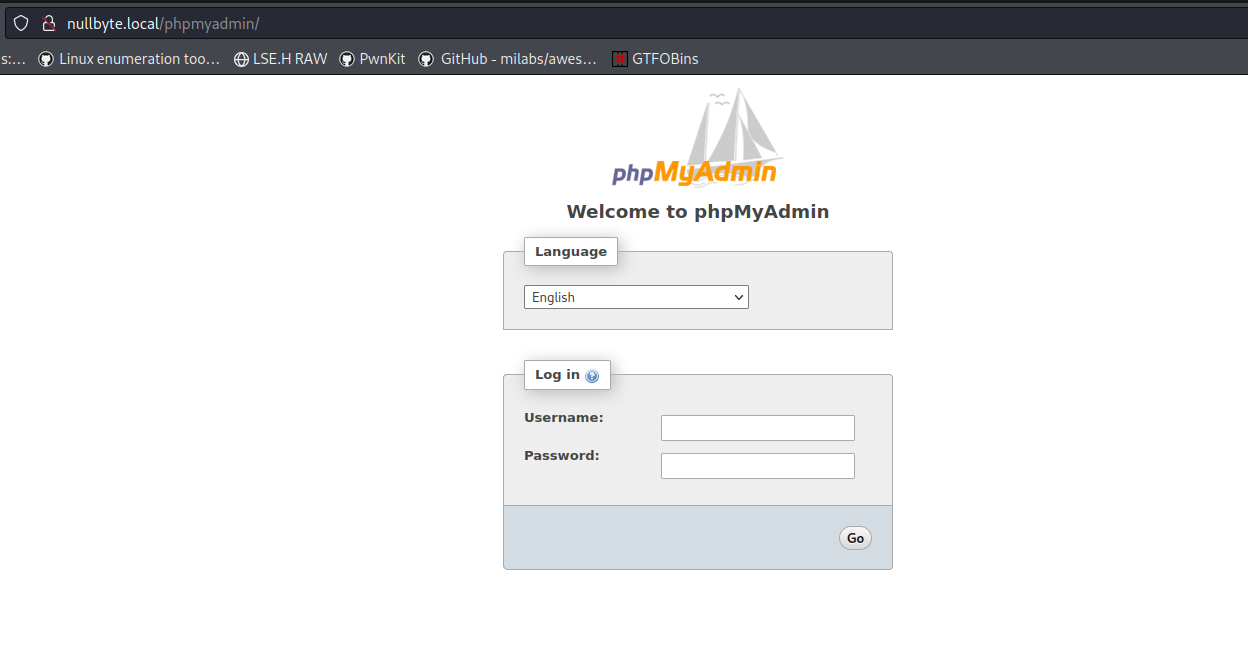 nullbyte.local/phpmyadmin/
s:... Linux enumeration too... LSE.H RAW PwnKit GitHub - milabs/awes... GTFOBins
phpMyAdmin
Welcome to phpMyAdmin
Language
English
Log in
Username:
Password:
Go